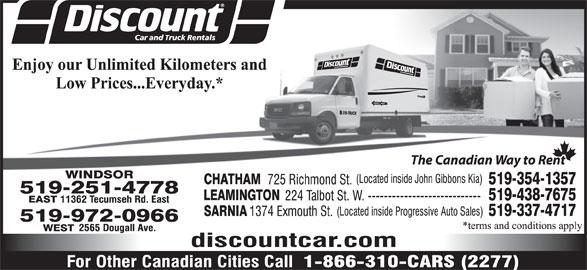 Discount
Car and Truck Rentals
Enjoy our Unlimited Kilometers and
Low Prices...Everyday.*
Discount
Discount
The Canadian Way to Rent
WINDSOR
519-251-4778
EAST 11362 Tecumseh Rd. East
519-972-0966
WEST 2565 Dougall Ave.
CHATHAM 725 Richmond St. (Located inside John Gibbons Kia) 519-354-1357
LEAMINGTON 224 Talbot St. W. ---------------------------- 519-438-7675
SARNIA 1374 Exmouth St. (Located inside Progressive Auto Sales) 519-337-4717
*terms and conditions apply
discountcar.com
For Other Canadian Cities Call 1-866-310-CARS (2277)